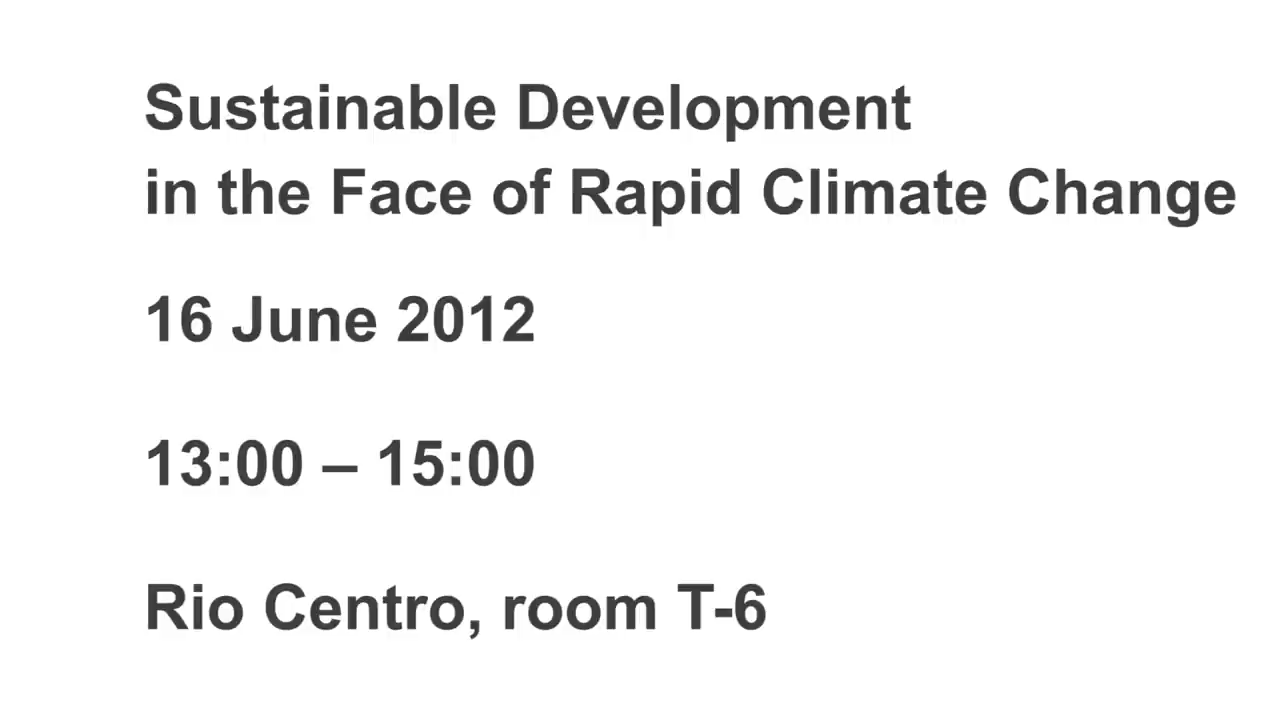 Sustainable Development
in the Face of Rapid Climate Change
16 June 2012
13:00 – 15:00
Rio Centro, room T-6